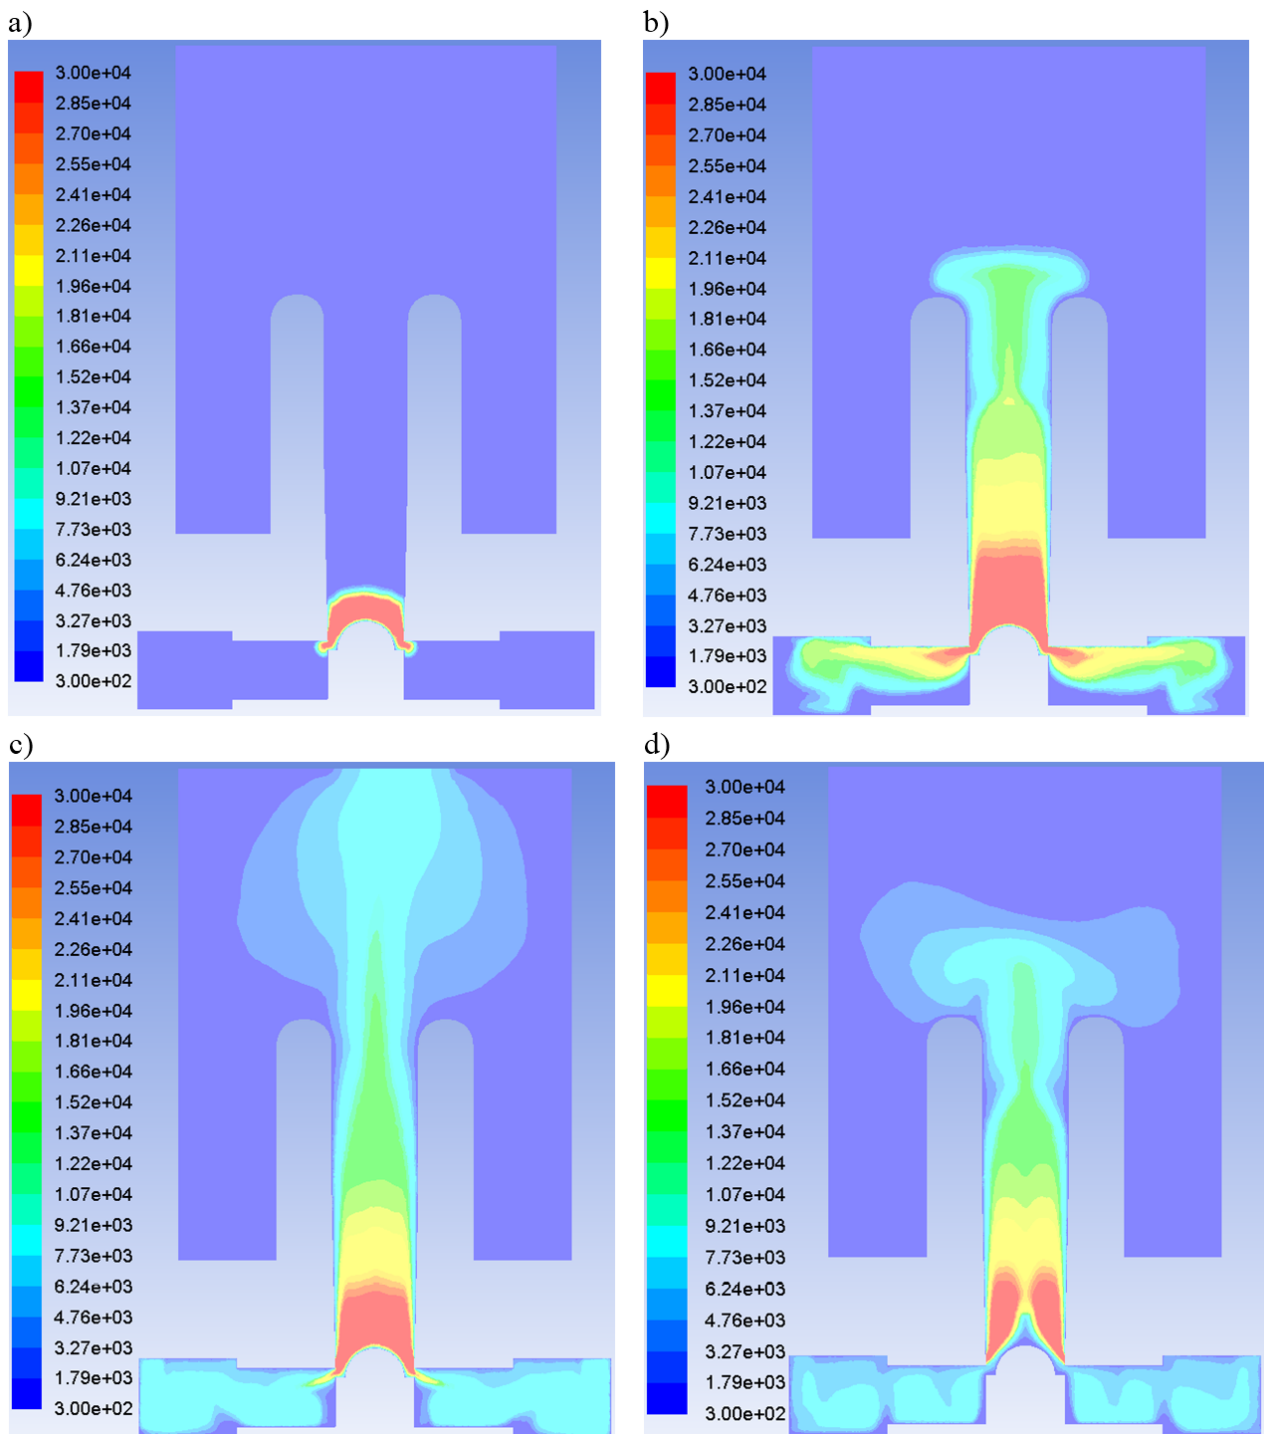 a)
3.00e+04
2.85e+04
2.70e+04
2.55e+04
2.41e+04
2.26e+04
2.11e+04
1.96e+04
1.81e+04
1.66e+04
1.52e+04
1.37e+04
1.22e+04
1.07e+04
9.21e+03
7.73e+03
6.24e+03
4.76e+03
3.27e+03
1.79e+03
3.00e+02
b)
3.00e+04
2.85e+04
2.70e+04
2.55e+04
2.41e+04
2.26e+04
2.11e+04
1.96e+04
1.81e+04
1.66e+04
1.52e+04
1.37e+04
1.22e+04
1.07e+04
9.21e+03
7.73e+03
6.24e+03
4.76e+03
3.27e+03
1.79e+03
3.00e+02
c)
3.00e+04
2.85e+04
2.70e+04
2.55e+04
2.41e+04
2.26e+04
2.11e+04
1.96e+04
1.81e+04
1.66e+04
1.52e+04
1.37e+04
1.22e+04
1.07e+04
9.21e+03
7.73e+03
6.24e+03
4.76e+03
3.27e+03
1.79e+03
3.00e+02
d)
3.00e+04
2.85e+04
2.70e+04
2.55e+04
2.41e+04
2.26e+04
2.11e+04
1.96e+04
1.81e+04
1.66e+04
1.52e+04
1.37e+04
1.22e+04
1.07e+04
9.21e+03
7.73e+03
6.24e+03
4.76e+03
3.27e+03
1.79e+03
3.00e+02